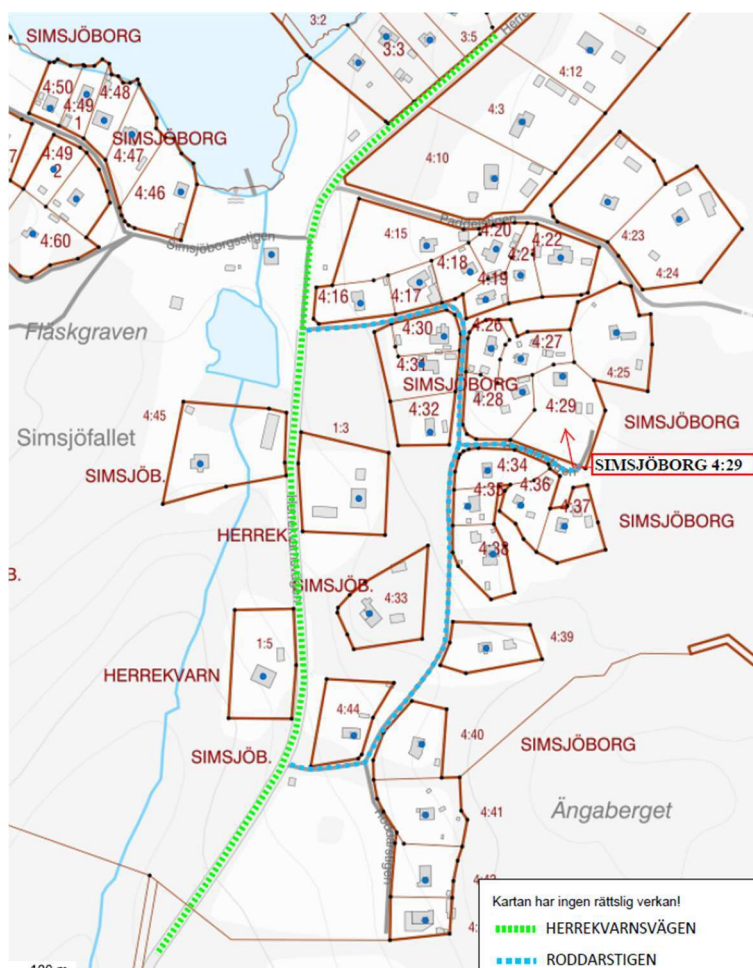 3:2
3:3
3:5
Herre
SIMSJÖBORG
4:12
4:50
4:49
1
4:48
4:3
SIMSJÖBORG
4:49
2
4:47
4:46
4:10
4:60
Simsjöborgsstigen
Paddelstigen
4:15
4:20
4:21
4:22
4:23
4:24
4:18
4:19
4:16
4:17
Fläskgraven
4:30
4:26
4:27
4:31
4:25
SIMSJÖBORG
4:28
4:29
4:32
4:45
1:3
SIMSJÖBORG
Simsjöfallet
SIMSJÖB.
4:34
SIMSJÖBORG 4:29
4:35
4:36
4:37
Herrekvarnsvägen
SIMSJÖBORG
HERREK.
4:38
B.
SIMSJÖB.
4:33
4:39
1:5
HERREKVARN
4:44
4:40
SIMSJÖBORG
SIMSJÖB.
4:41
Ängaberget
Roddarstigen
Kartan har ingen rättslig verkan!
HERREKVARNSVÄGEN
RODDARSTIGEN
100 m